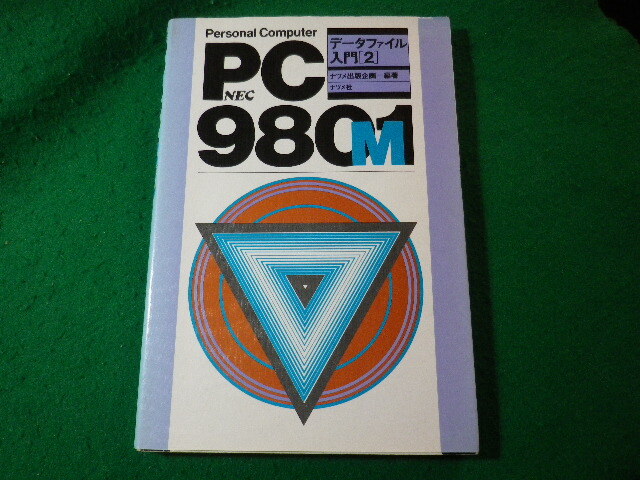 Personal Computer
PC
NEC
9801
M
データファイル
入門[2]
ナツメ出版企画=編著
ナツメ社